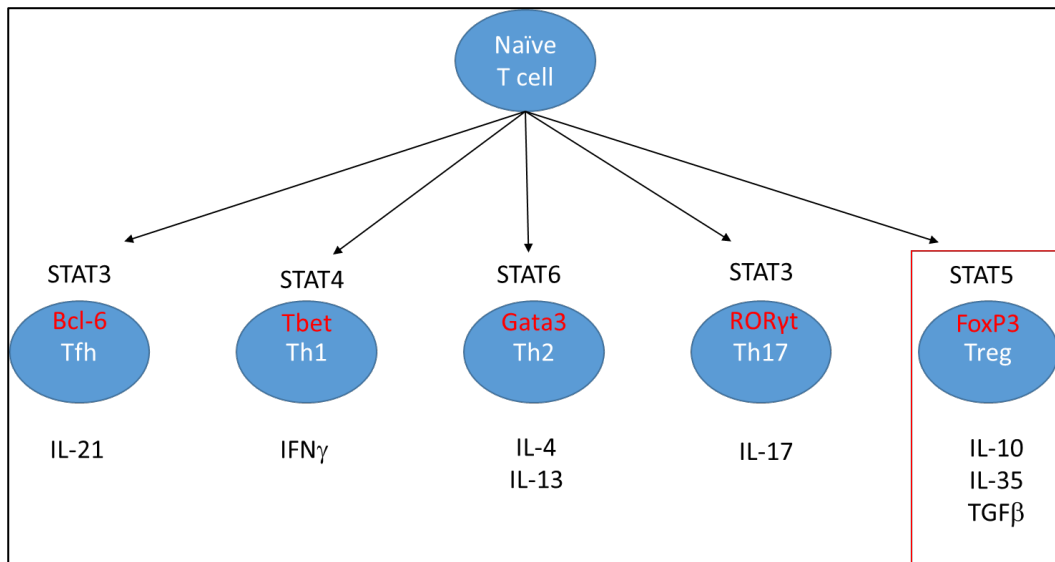 Naïve
T cell
STAT3
Bcl-6
Tfh
IL-21
STAT4
Tbet
Th1
IFNγ
STAT6
Gata3
Th2
IL-4
IL-13
STAT3
RORγt
Th17
IL-17
STAT5
FoxP3
Treg
IL-10
IL-35
TGFβ